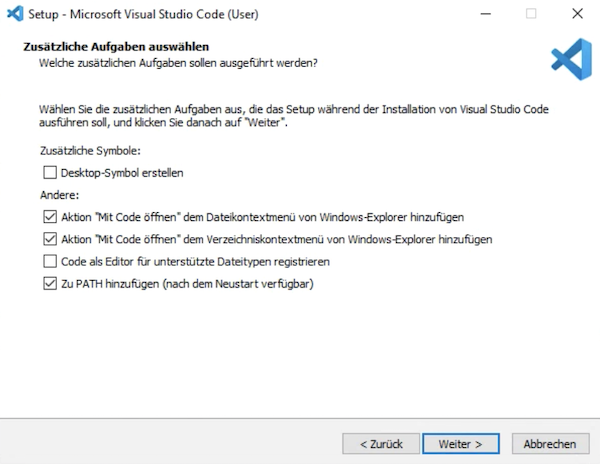 Setup - Microsoft Visual Studio Code (User)
Zusätzliche Aufgaben auswählen
Welche zusätzlichen Aufgaben sollen ausgeführt werden?
Wählen Sie die zusätzlichen Aufgaben aus, die das Setup während der Installation von Visual Studio Code
ausführen soll, und klicken Sie danach auf "Weiter".
Zusätzliche Symbole:
Desktop-Symbol erstellen
Andere:
Aktion "Mit Code öffnen" dem Dateikontextmenü von Windows-Explorer hinzufügen
Aktion "Mit Code öffnen" dem Verzeichniskontextmenü von Windows-Explorer hinzufügen
Code als Editor für unterstützte Dateitypen registrieren
Zu PATH hinzufügen (nach dem Neustart verfügbar)
< Zurück Weiter > Abbrechen